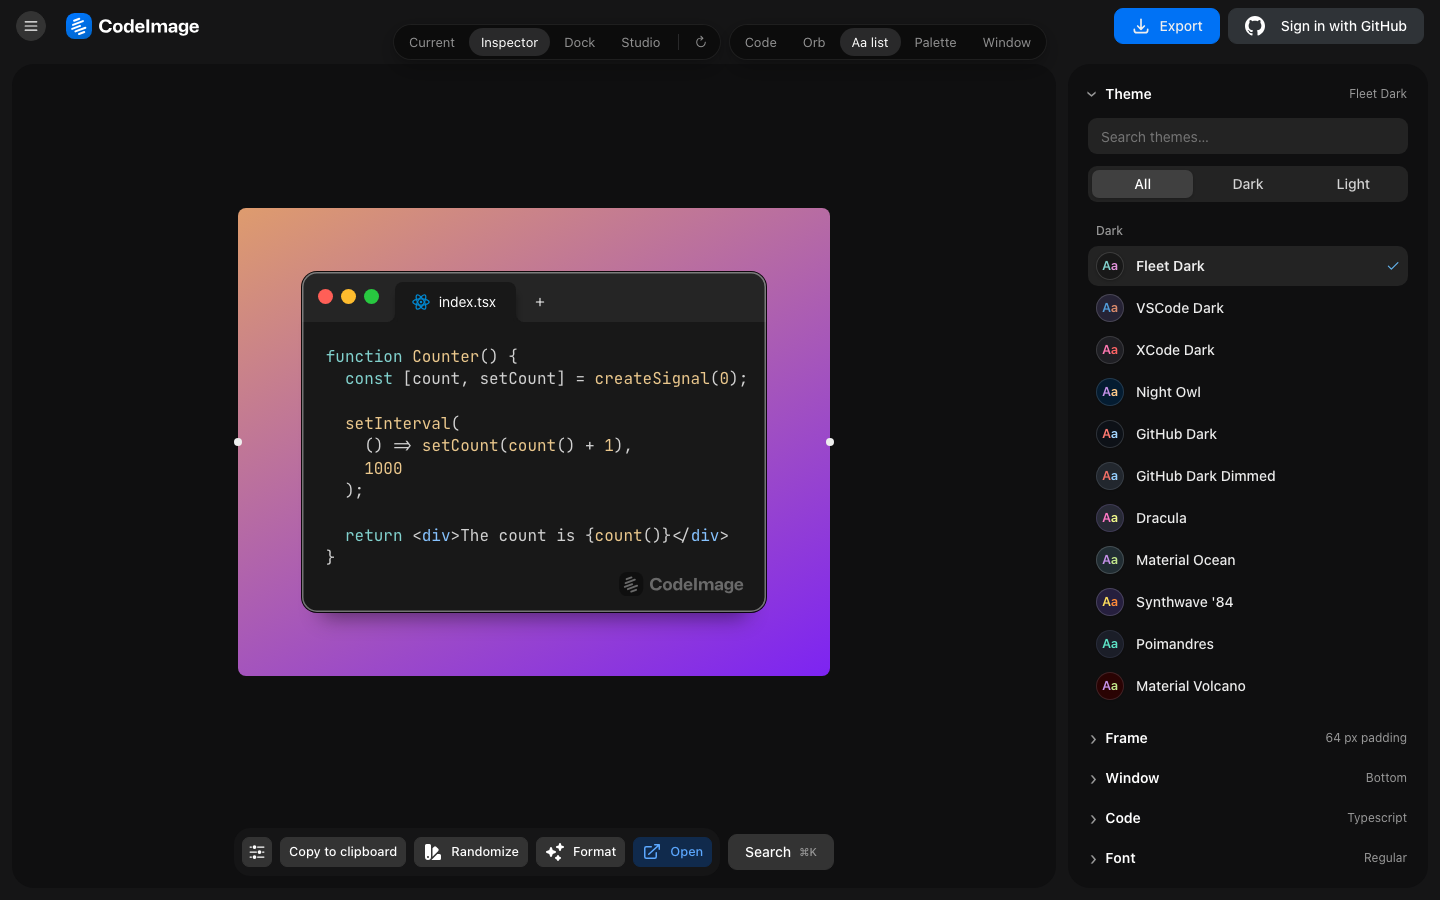 CodeImage
Current Inspector Dock Studio
Code Orb Aa list Palette Window
Export
Sign in with GitHub
index.tsx +
function Counter() {
  const [count, setCount] = createSignal(0);
  setInterval(
    () => setCount(count() + 1),
    1000
  );
  return <div>The count is {count()}</div>
}
CodeImage
Copy to clipboard Randomize Format Open Search ⌘K
Theme Fleet Dark
Search themes...
All Dark Light
Dark
Aa Fleet Dark
Aa VSCode Dark
Aa XCode Dark
Aa Night Owl
Aa GitHub Dark
Aa GitHub Dark Dimmed
Aa Dracula
Aa Material Ocean
Aa Synthwave '84
Aa Poimandres
Aa Material Volcano
Frame 64 px padding
Window Bottom
Code Typescript
Font Regular